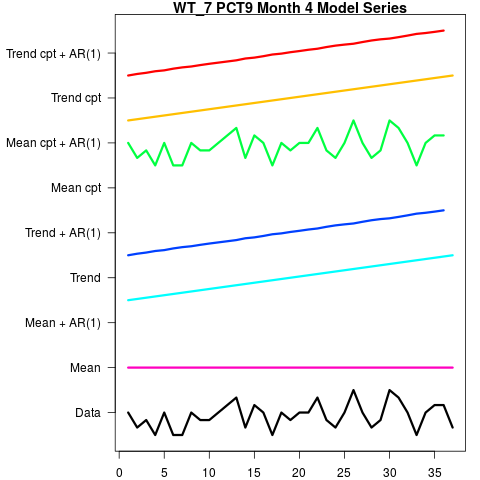 WT_7 PCT9 Month 4 Model Series
Trend cpt + AR(1)
Trend cpt
Mean cpt + AR(1)
Mean cpt
Trend + AR(1)
Trend
Mean + AR(1)
Mean
Data
0 5 10 15 20 25 30 35